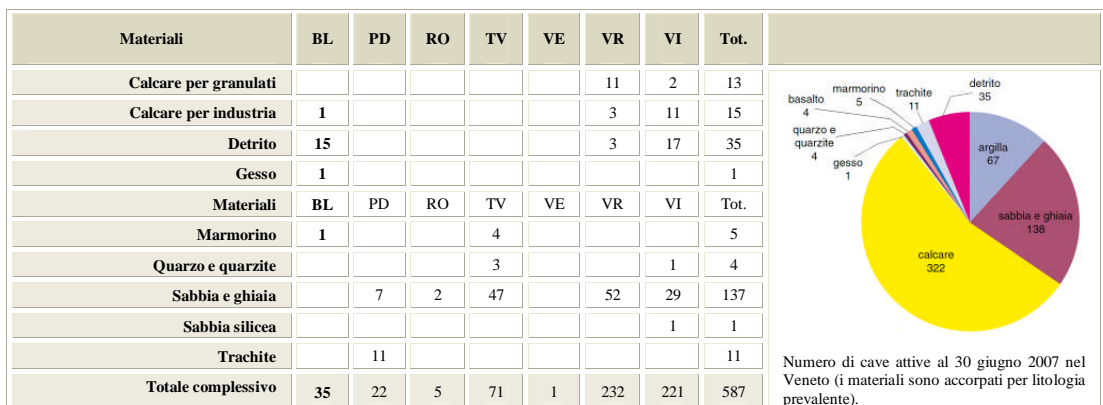 Materiali BL PD RO TV VE VR VI Tot.
Calcare per granulati 11 2 13
Calcare per industria 1 3 11 15
Detrito 15 3 17 35
Gesso 1 1
Materiali BL PD RO TV VE VR VI Tot.
Marmorino 1 4 5
Quarzo e quarzite 3 1 4
Sabbia e ghiaia 7 2 47 52 29 137
Sabbia silicea 1 1
Trachite 11 11
Totale complessivo 35 22 5 71 1 232 221 587
detrito
35
marmorino
5
trachite
11
basalto
4
quarzo e
quarzite
4
gesso
1
argilla
67
sabbia e ghiaia
138
calcare
322
Numero di cave attive al 30 giugno 2007 nel
Veneto (i materiali sono accorpati per litologia
prevalente).